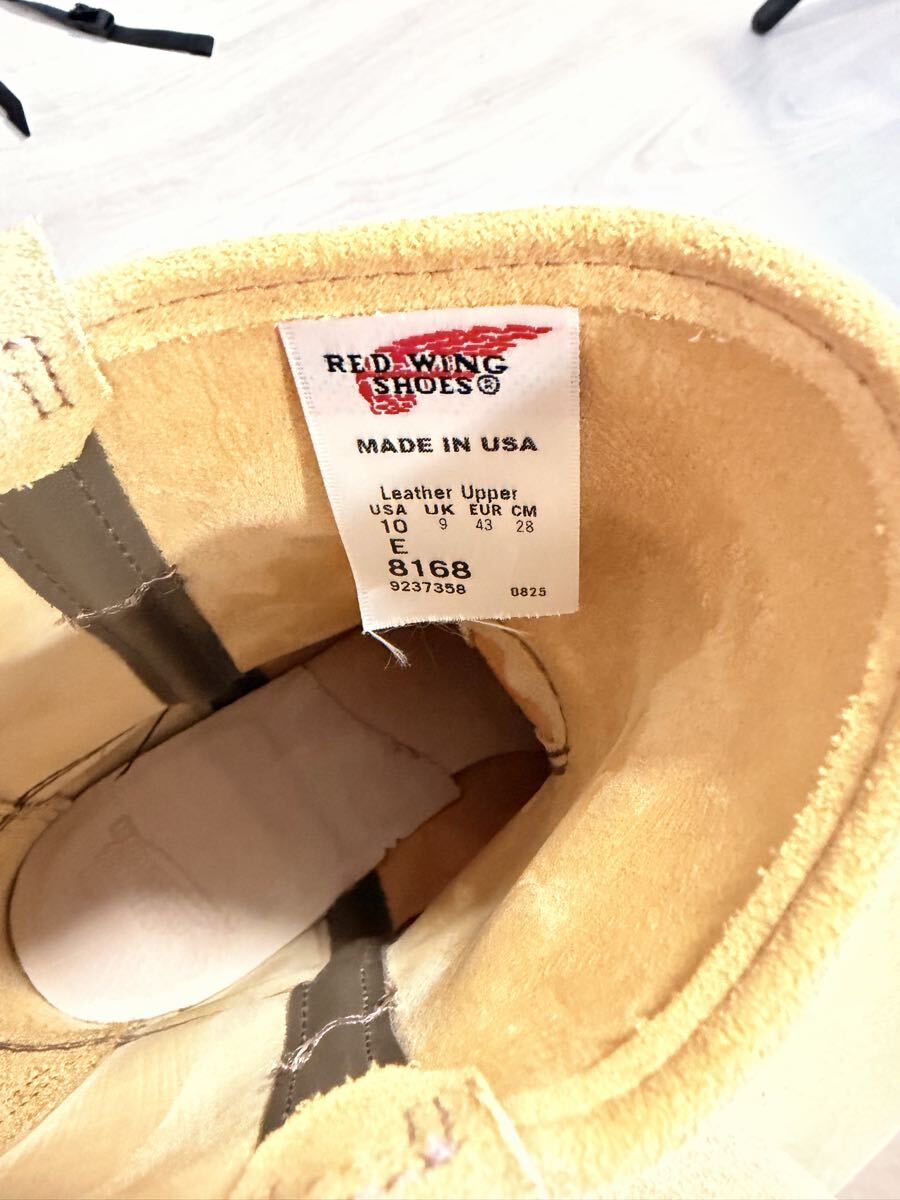 RED WING
SHOES®
MADE IN USA
Leather Upper
USA UK EUR CM
10 9 43 28
E
8168
9237358 0825